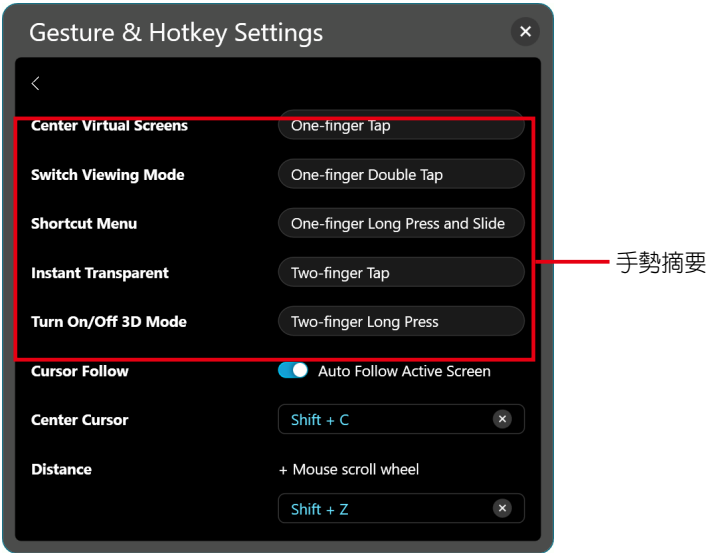 Gesture & Hotkey Settings
Center Virtual Screens One-finger Tap
Switch Viewing Mode One-finger Double Tap
Shortcut Menu One-finger Long Press and Slide
Instant Transparent Two-finger Tap
手勢摘要
Turn On/Off 3D Mode Two-finger Long Press
Cursor Follow Auto Follow Active Screen
Center Cursor Shift + C
Distance + Mouse scroll wheel
Shift + Z